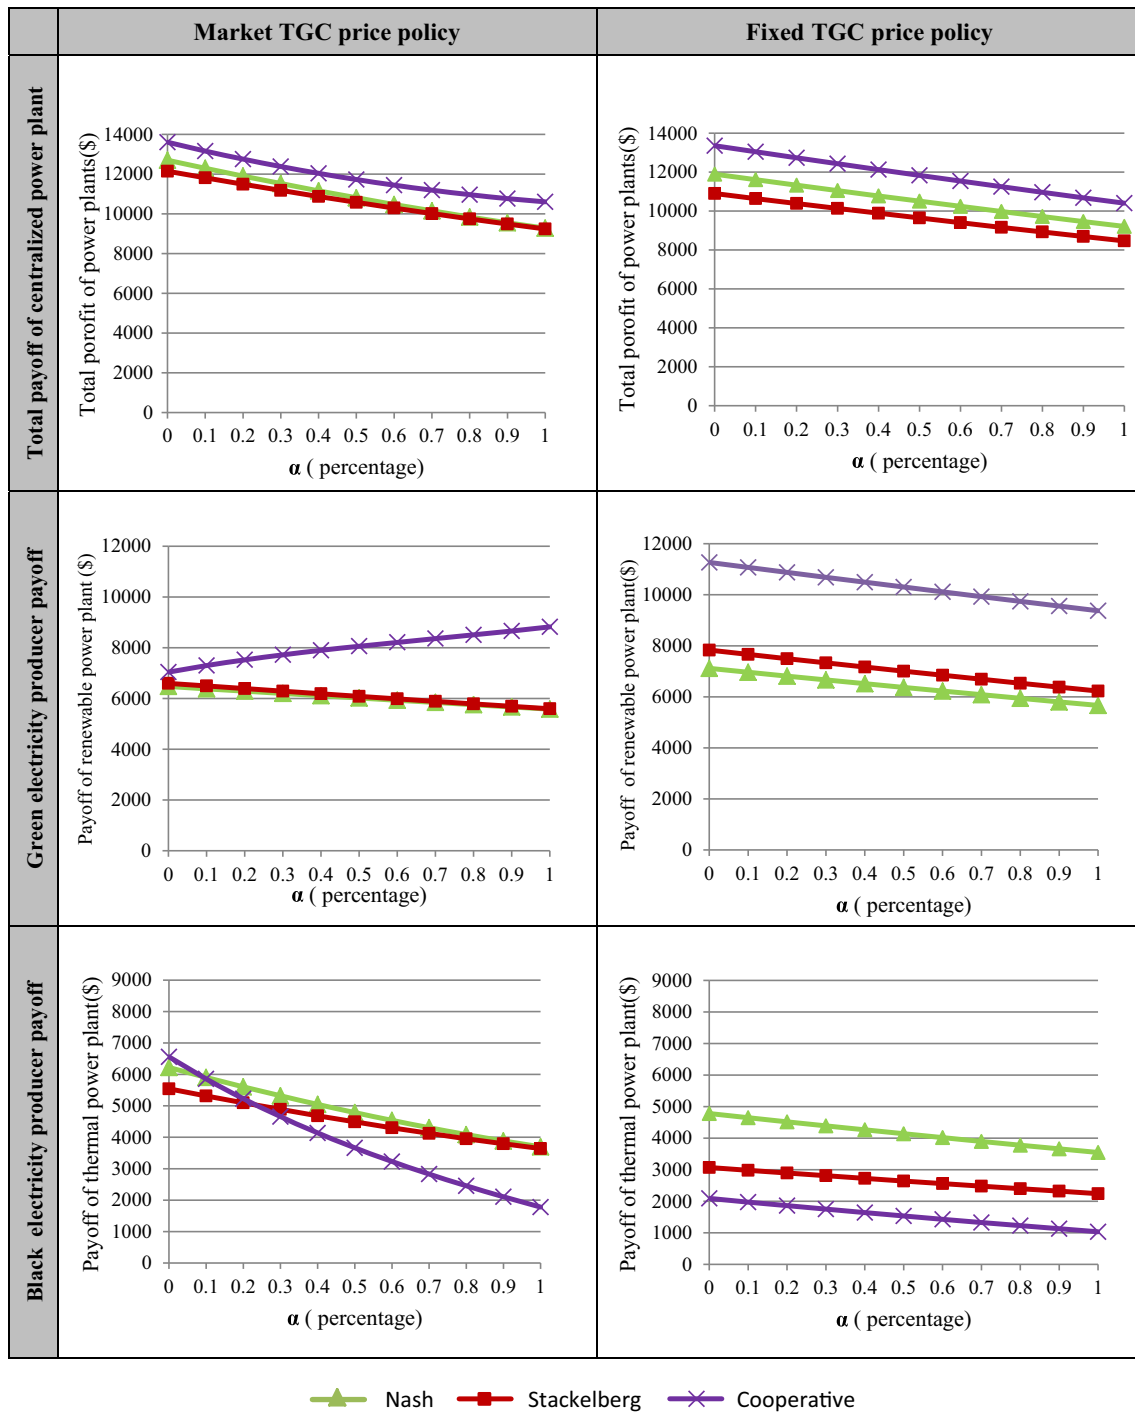 Market TGC price policy
Fixed TGC price policy
Total payoff of centralized power plant
Total porofit of power plants($)
14000
12000
10000
8000
6000
4000
2000
0
0 0.1 0.2 0.3 0.4 0.5 0.6 0.7 0.8 0.9 1
α ( percentage)
Total porofit of power plants($)
14000
12000
10000
8000
6000
4000
2000
0
0 0.1 0.2 0.3 0.4 0.5 0.6 0.7 0.8 0.9 1
α ( percentage)
Green electricity producer payoff
Payoff of renewable power plant ($)
12000
10000
8000
6000
4000
2000
0
0 0.1 0.2 0.3 0.4 0.5 0.6 0.7 0.8 0.9 1
α ( percentage)
Payoff of renewable power plant($)
12000
10000
8000
6000
4000
2000
0
0 0.1 0.2 0.3 0.4 0.5 0.6 0.7 0.8 0.9 1
α ( percentage)
Black electricity producer payoff
Payoff of thermal power plant($)
9000
8000
7000
6000
5000
4000
3000
2000
1000
0
0 0.1 0.2 0.3 0.4 0.5 0.6 0.7 0.8 0.9 1
α ( percentage)
Payoff of thermal power plant($)
9000
8000
7000
6000
5000
4000
3000
2000
1000
0
0 0.1 0.2 0.3 0.4 0.5 0.6 0.7 0.8 0.9 1
α ( percentage)
Nash Stackelberg Cooperative